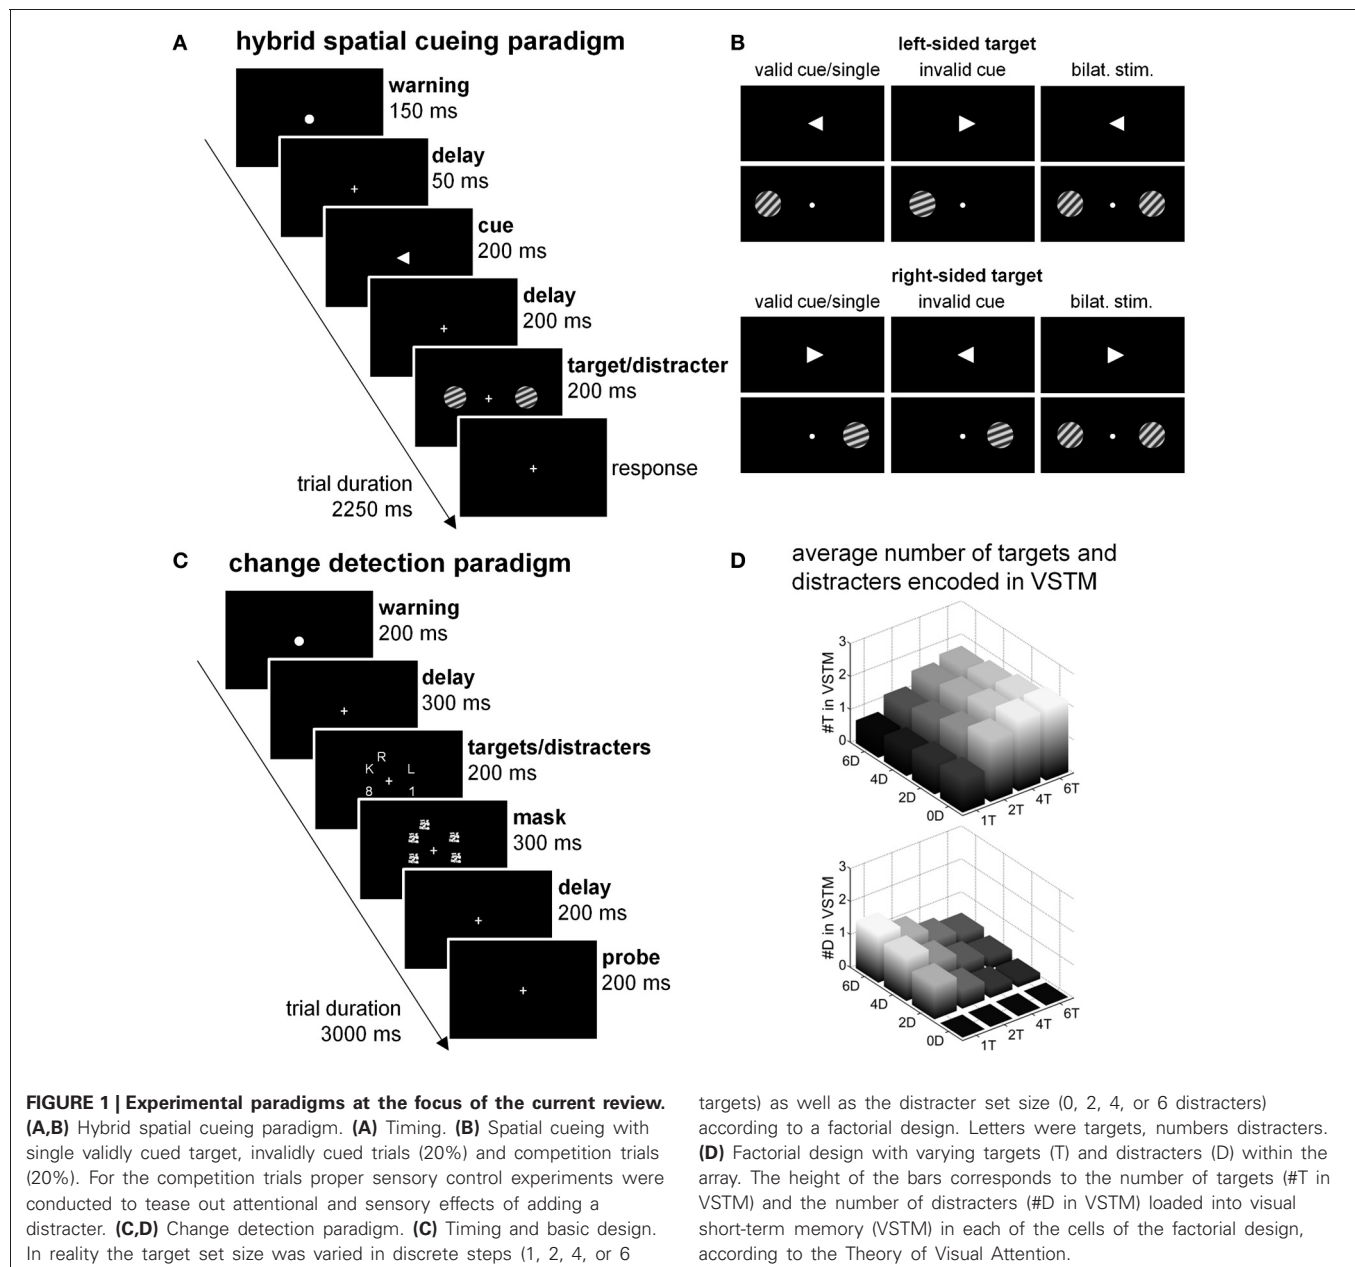 A hybrid spatial cueing paradigm
warning
150 ms
delay
50 ms
cue
200 ms
delay
200 ms
target/distracter
200 ms
response
trial duration
2250 ms
B
left-sided target
valid cue/single invalid cue bilat. stim.
right-sided target
valid cue/single invalid cue bilat. stim.
C change detection paradigm
warning
200 ms
delay
300 ms
targets/distracters
200 ms
R
K L
8 1
mask
300 ms
delay
200 ms
probe
200 ms
trial duration
3000 ms
D average number of targets and
distracters encoded in VSTM
#T in VSTM
3
2
1
0
6D
4D
2D
0D
1T
2T
4T
6T
#D in VSTM
3
2
1
0
6D
4D
2D
0D
1T
2T
4T
6T
FIGURE 1 | Experimental paradigms at the focus of the current review.
(A,B) Hybrid spatial cueing paradigm. (A) Timing. (B) Spatial cueing with
single validly cued target, invalidly cued trials (20%) and competition trials
(20%). For the competition trials proper sensory control experiments were
conducted to tease out attentional and sensory effects of adding a
distracter. (C,D) Change detection paradigm. (C) Timing and basic design.
In reality the target set size was varied in discrete steps (1, 2, 4, or 6
targets) as well as the distracter set size (0, 2, 4, or 6 distracters)
according to a factorial design. Letters were targets, numbers distracters.
(D) Factorial design with varying targets (T) and distracters (D) within the
array. The height of the bars corresponds to the number of targets (#T in
VSTM) and the number of distracters (#D in VSTM) loaded into visual
short-term memory (VSTM) in each of the cells of the factorial design,
according to the Theory of Visual Attention.